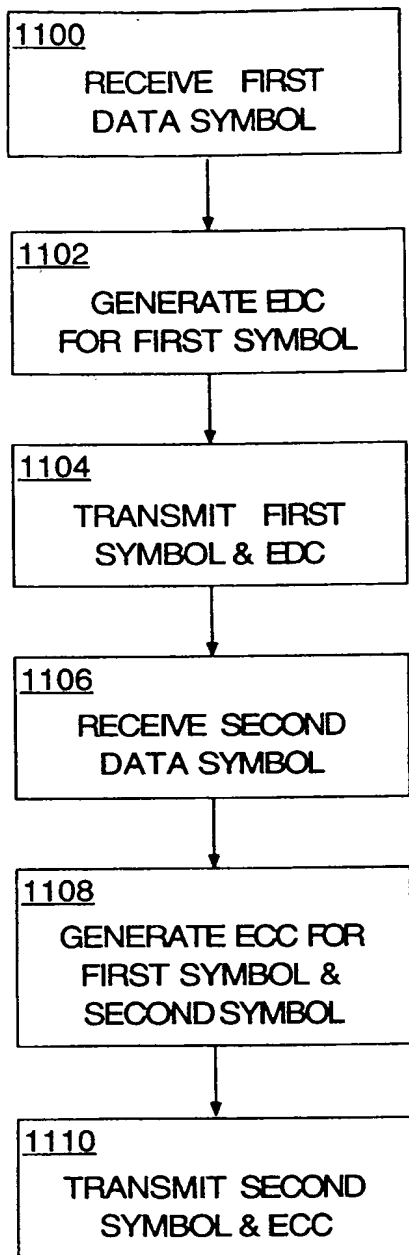 1100
RECEIVE FIRST
DATA SYMBOL
1102
GENERATE EDC
FOR FIRST SYMBOL
1104
TRANSMIT FIRST
SYMBOL & EDC
1106
RECEIVE SECOND
DATA SYMBOL
1108
GENERATE ECC FOR
FIRST SYMBOL &
SECOND SYMBOL
1110
TRANSMIT SECOND
SYMBOL & ECC